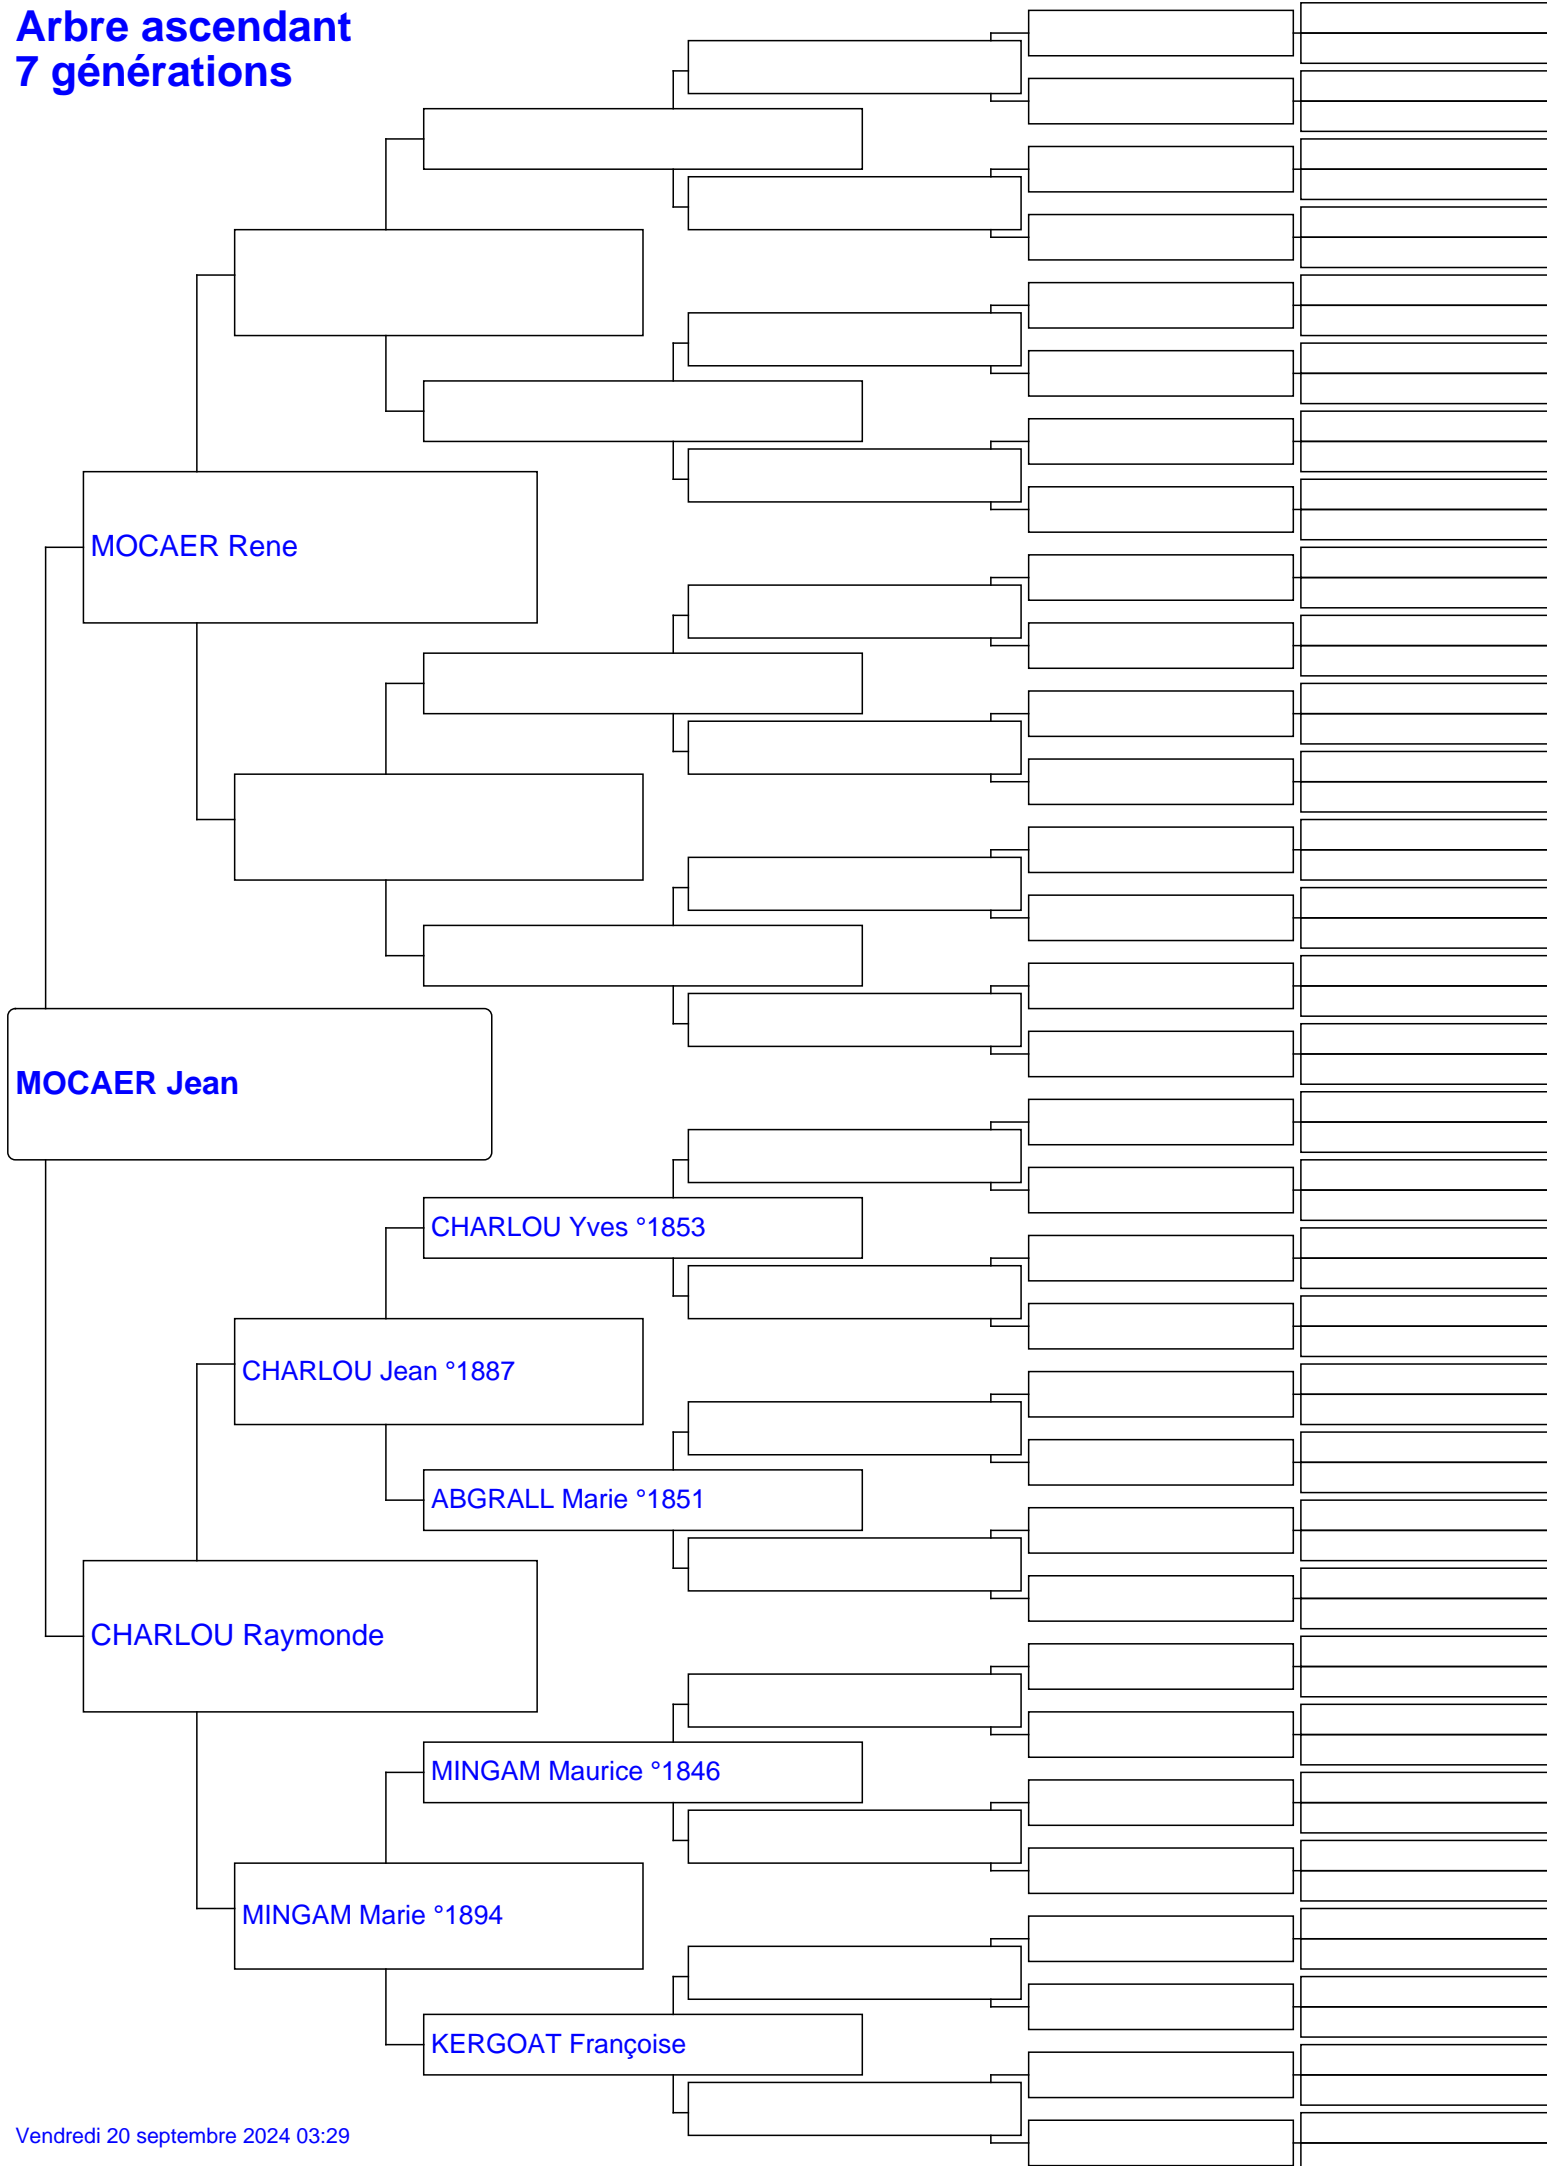 Arbre ascendant
7 générations
MOCAER Rene
MOCAER Jean
CHARLOU Yves °1853
CHARLOU Jean °1887
ABGRALL Marie °1851
CHARLOU Raymonde
MINGAM Maurice °1846
MINGAM Marie °1894
KERGOAT Françoise
Vendredi 20 septembre 2024 03:29